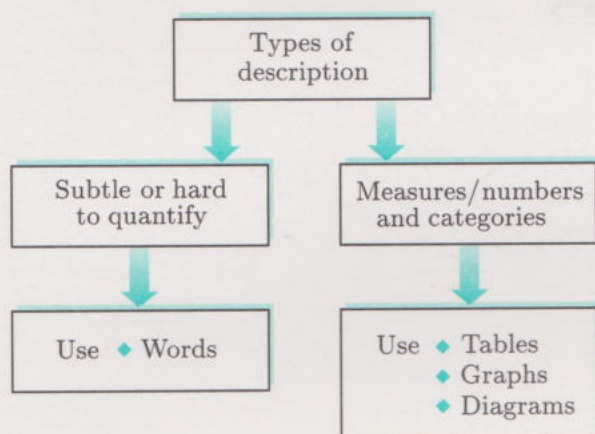 Types of
description
Subtle or hard
to quantify
Measures/numbers
and categories
Use ◆ Words
Use ◆ Tables
◆ Graphs
◆ Diagrams